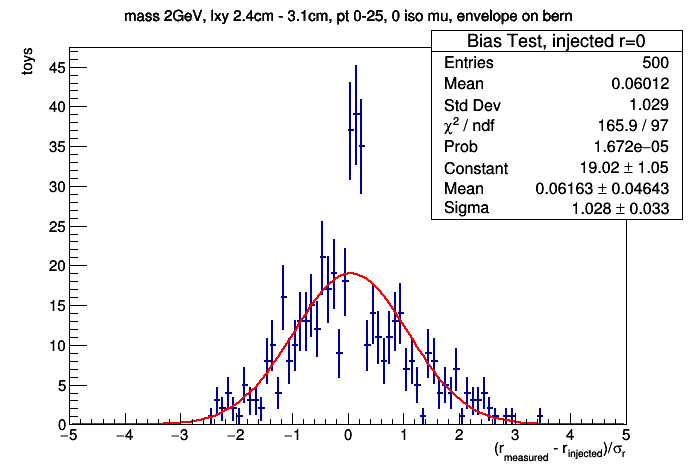 mass 2GeV, lxy 2.4cm - 3.1cm, pt 0-25, 0 iso mu, envelope on bern
Bias Test, injected r=0
Entries 500
Mean 0.06012
Std Dev 1.029
χ² / ndf 165.9 / 97
Prob 1.672e−05
Constant 19.02 ± 1.05
Mean 0.06163 ± 0.04643
Sigma 1.028 ± 0.033
toys
45
40
35
30
25
20
15
10
5
0
−5 −4 −3 −2 −1 0 1 2 3 4 5
(r_measured - r_injected)/σ_r